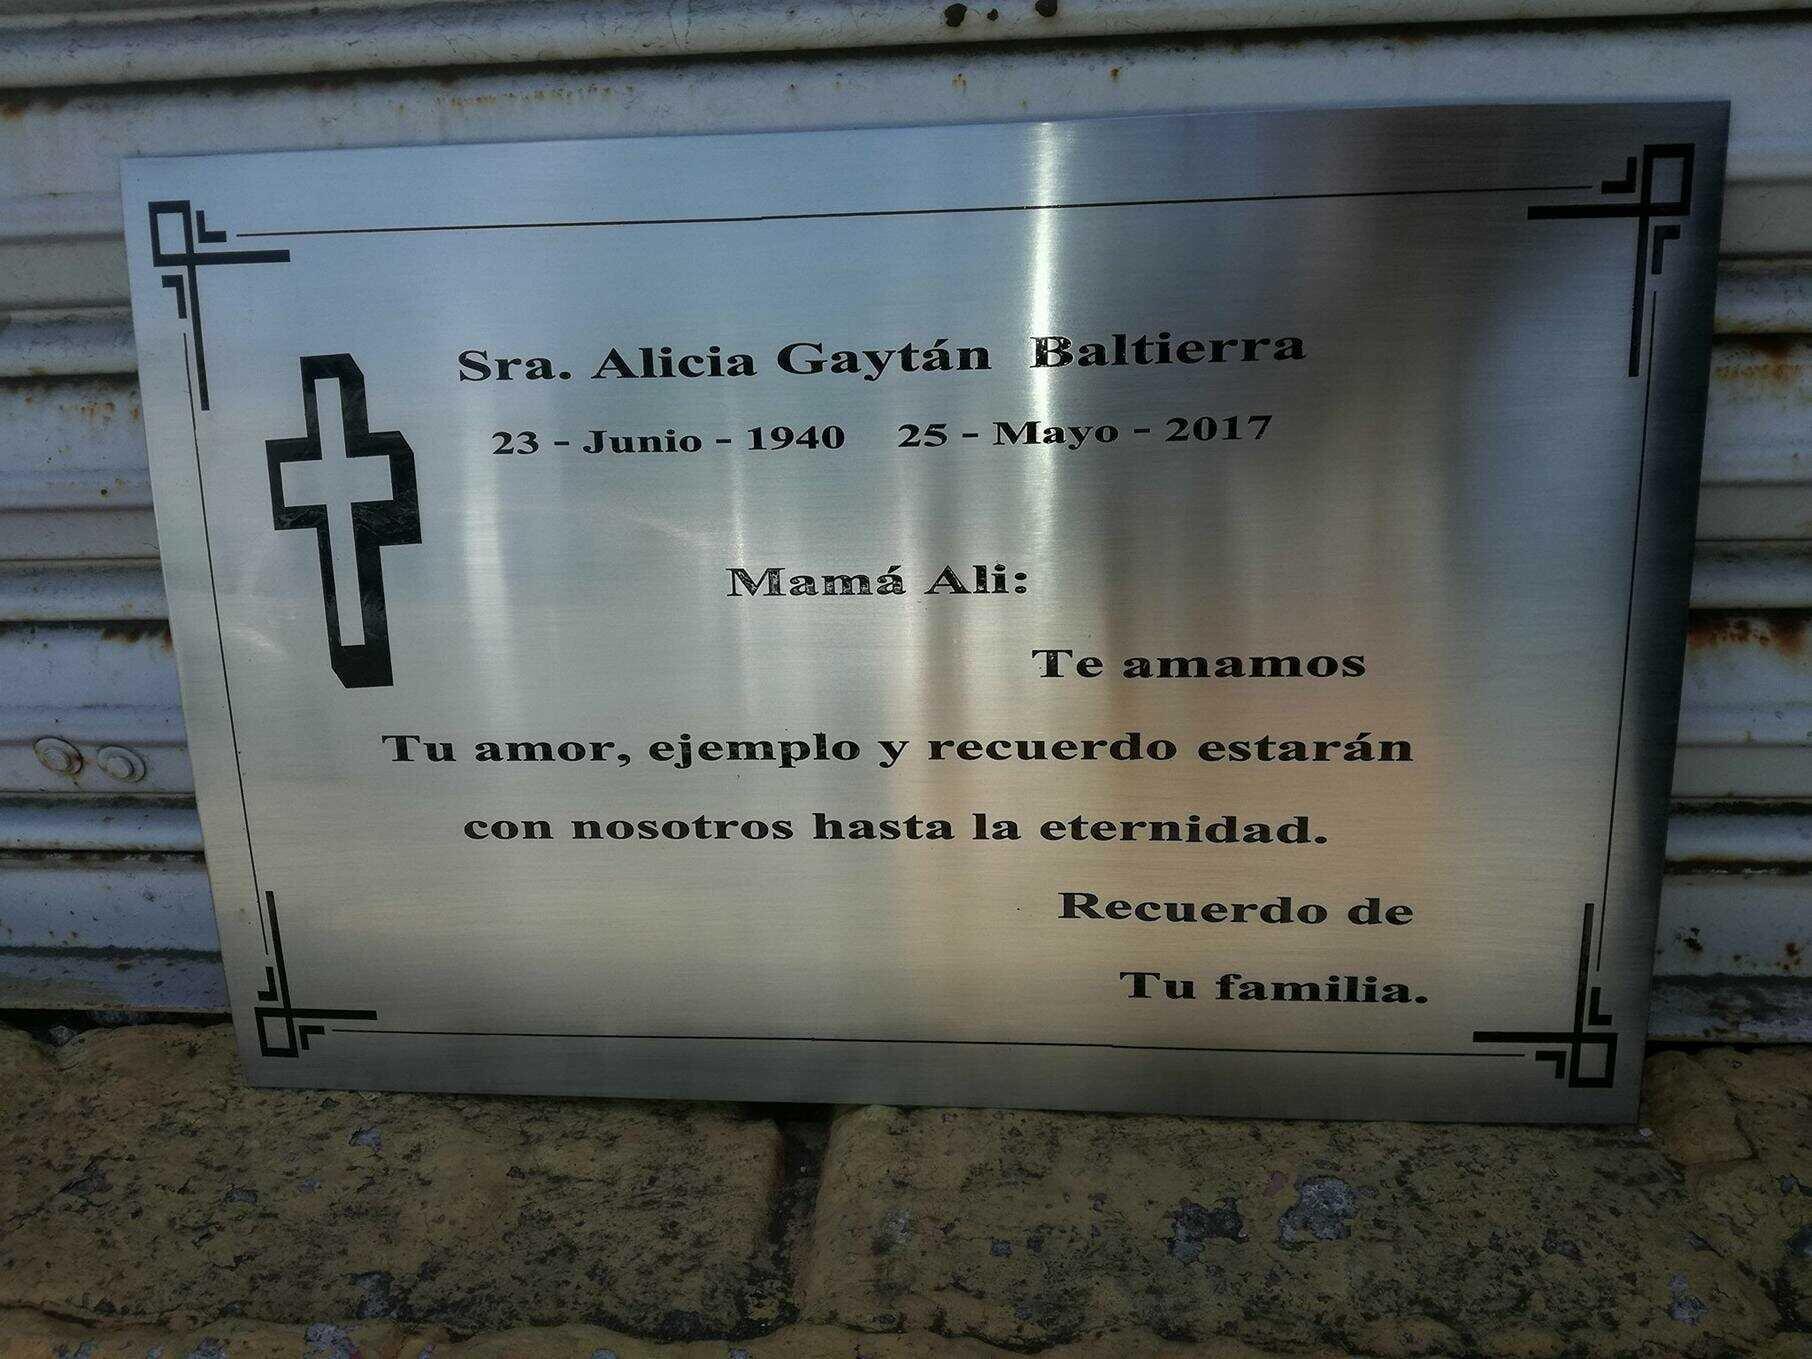 Sra. Alicia Gaytán Baltierra
23 - Junio - 1940 25 - Mayo - 2017
Mamá Ali:
Te amamos
Tu amor, ejemplo y recuerdo estarán
con nosotros hasta la eternidad.
Recuerdo de
Tu familia.